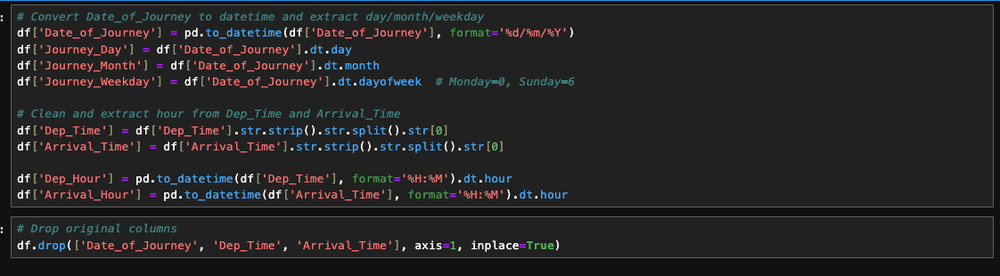 :
# Convert Date_of_Journey to datetime and extract day/month/weekday
df['Date_of_Journey'] = pd.to_datetime(df['Date_of_Journey'], format='%d/%m/%Y')
df['Journey_Day'] = df['Date_of_Journey'].dt.day
df['Journey_Month'] = df['Date_of_Journey'].dt.month
df['Journey_Weekday'] = df['Date_of_Journey'].dt.dayofweek  # Monday=0, Sunday=6

# Clean and extract hour from Dep_Time and Arrival_Time
df['Dep_Time'] = df['Dep_Time'].str.strip().str.split().str[0]
df['Arrival_Time'] = df['Arrival_Time'].str.strip().str.split().str[0]

df['Dep_Hour'] = pd.to_datetime(df['Dep_Time'], format='%H:%M').dt.hour
df['Arrival_Hour'] = pd.to_datetime(df['Arrival_Time'], format='%H:%M').dt.hour
:
# Drop original columns
df.drop(['Date_of_Journey', 'Dep_Time', 'Arrival_Time'], axis=1, inplace=True)